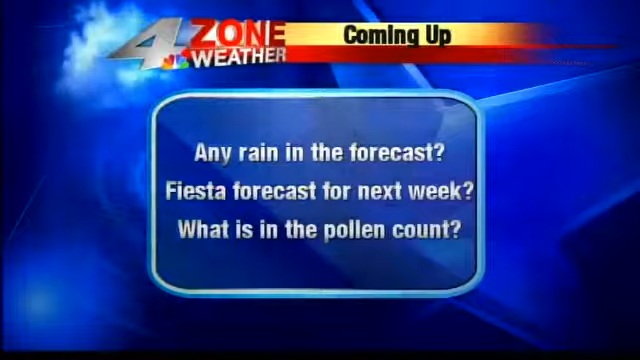 4 ZONE WEATHER
Coming Up
Any rain in the forecast?
Fiesta forecast for next week?
What is in the pollen count?